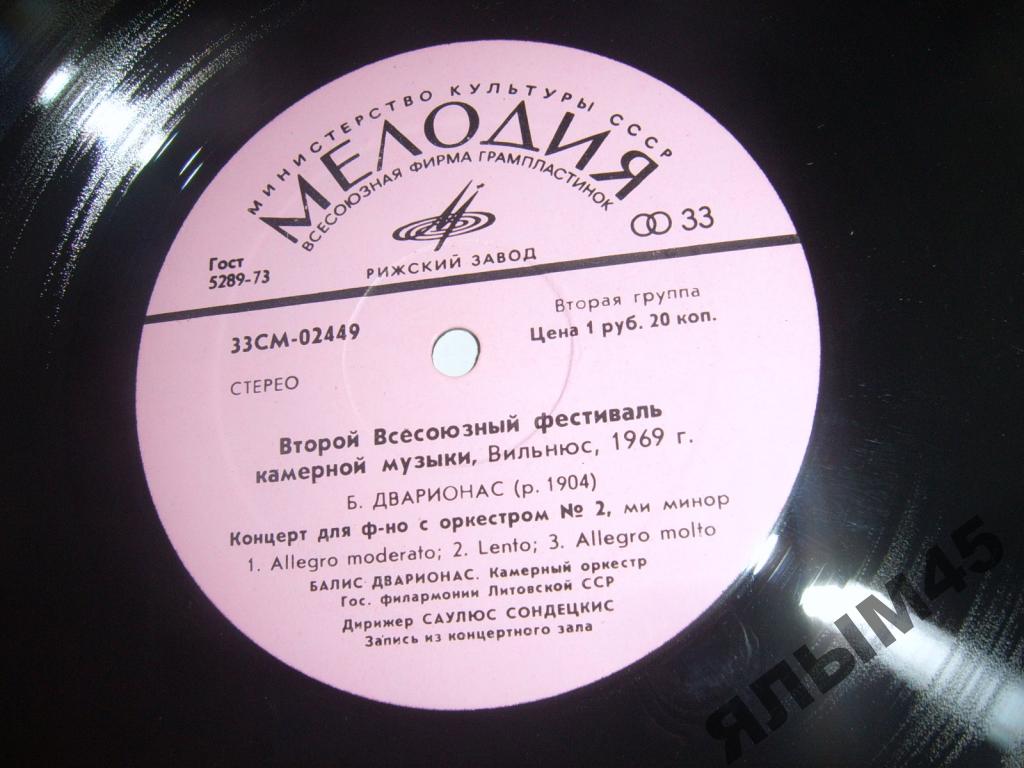 МИНИСТЕРСТВО КУЛЬТУРЫ СССР
МЕЛОДИЯ
ВСЕСОЮЗНАЯ ФИРМА ГРАМПЛАСТИНОК
33
РИЖСКИЙ ЗАВОД
Гост
5289-73
Вторая группа
Цена 1 руб. 20 коп.
33СМ-02449
СТЕРЕО
Второй Всесоюзный фестиваль
камерной музыки, Вильнюс, 1969 г.
Б. ДВАРИОНАС (р. 1904)
Концерт для ф-но с оркестром № 2, ми минор
1. Allegro moderato; 2. Lento; 3. Allegro molto
БАЛИС ДВАРИОНАС. Камерный оркестр
Гос. филармонии Литовской ССР
Дирижер САУЛЮС СОНДЕЦКИС
Запись из концертного зала
ЯЛЫМ45